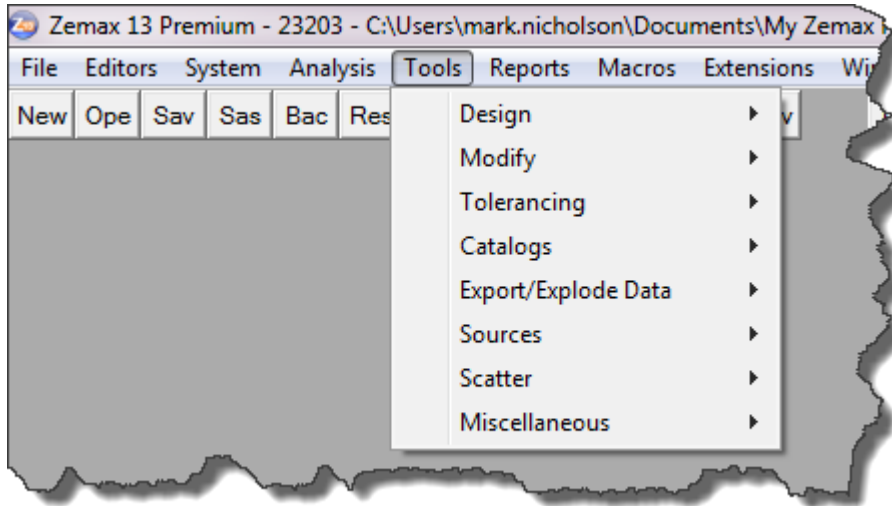 Zemax 13 Premium - 23203 - C:\Users\mark.nicholson\Documents\My Zemax
File Editors System Analysis Tools Reports Macros Extensions
New Ope Sav Sas Bac Res
Design
Modify
Tolerancing
Catalogs
Export/Explode Data
Sources
Scatter
Miscellaneous